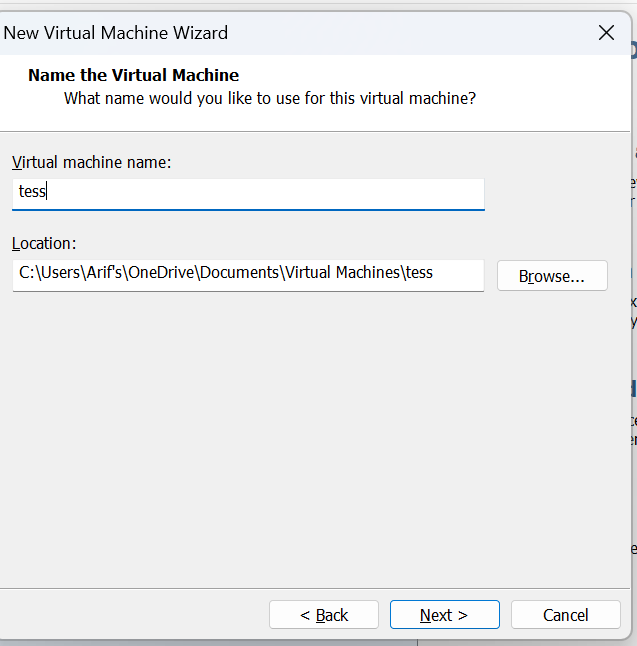 New Virtual Machine Wizard
Name the Virtual Machine
What name would you like to use for this virtual machine?
Virtual machine name:
tess
Location:
C:\Users\Arif's\OneDrive\Documents\Virtual Machines\tess
Browse...
< Back
Next >
Cancel